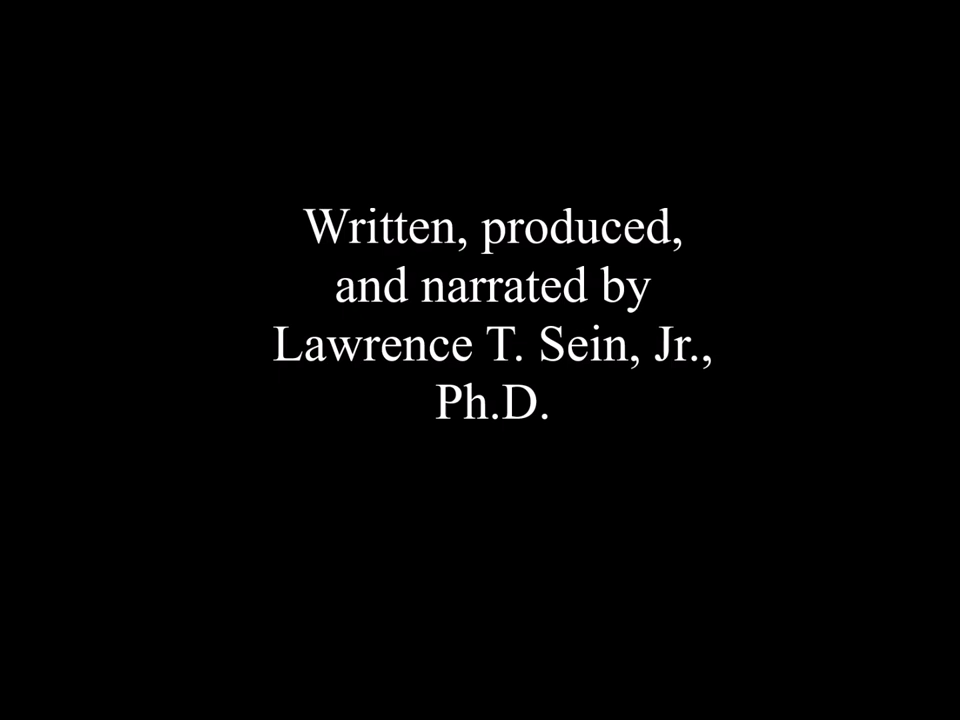 Written, produced,
and narrated by
Lawrence T. Sein, Jr.,
Ph.D.